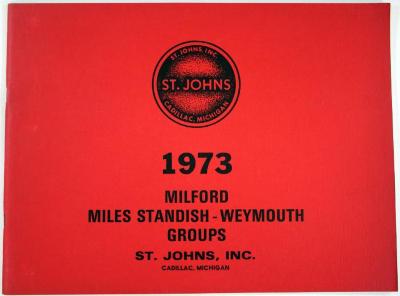 ST. JOHNS, INC.
ST. JOHNS
CADILLAC, MICHIGAN
1973
MILFORD
MILES STANDISH - WEYMOUTH
GROUPS
ST. JOHNS, INC.
CADILLAC, MICHIGAN